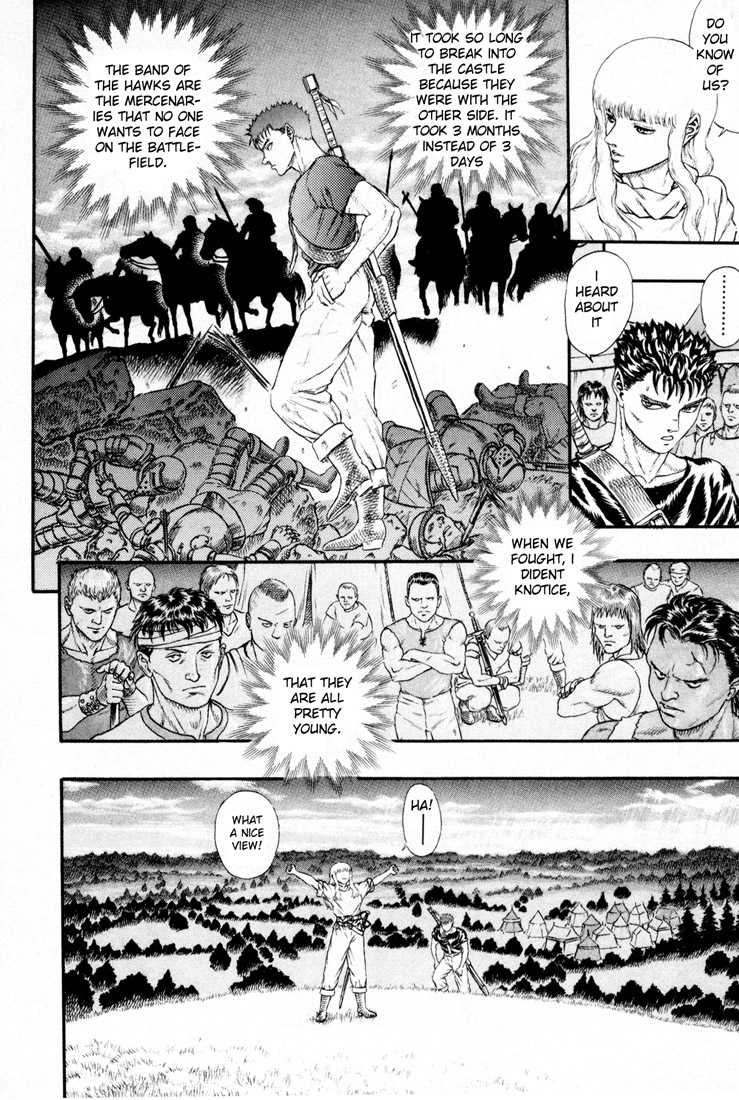 DO
YOU
KNOW
OF
US?
.........
I
HEARD
ABOUT
IT
IT TOOK SO LONG
TO BREAK INTO
THE CASTLE
BECAUSE THEY
WERE WITH THE
OTHER SIDE. IT
TOOK 3 MONTHS
INSTEAD OF 3
DAYS
THE BAND OF
THE HAWKS ARE
THE MERCENAR-
IES THAT NO ONE
WANTS TO FACE
ON THE BATTLE-
FIELD.
WHEN WE
FOUGHT, I
DIDENT
KNOTICE,
THAT THEY
ARE ALL
PRETTY
YOUNG.
HA!
WHAT
A NICE
VIEW!